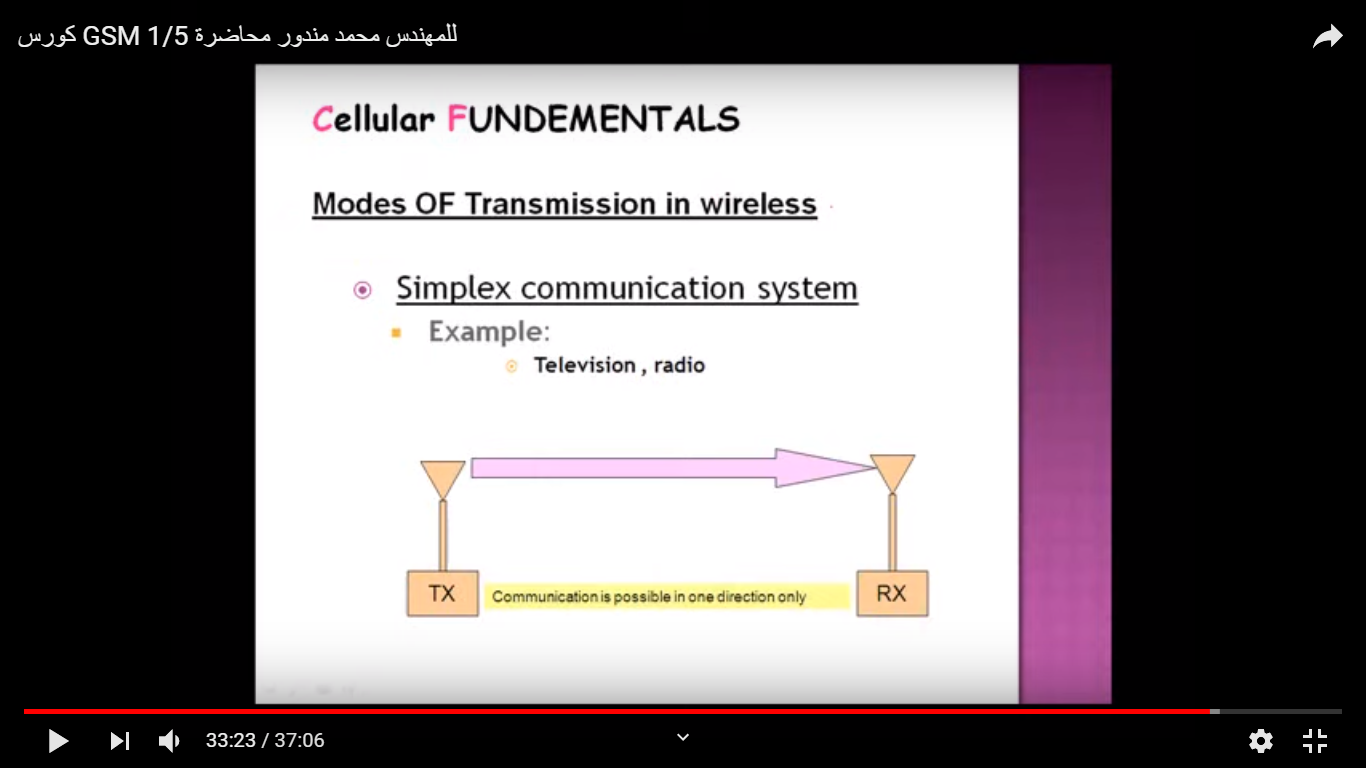 كورس GSM 1/5 للمهندس محمد مندور محاضرة
Cellular FUNDEMENTALS
Modes OF Transmission in wireless
Simplex communication system
Example:
Television , radio
TX
Communication is possible in one direction only
RX
33:23 / 37:06